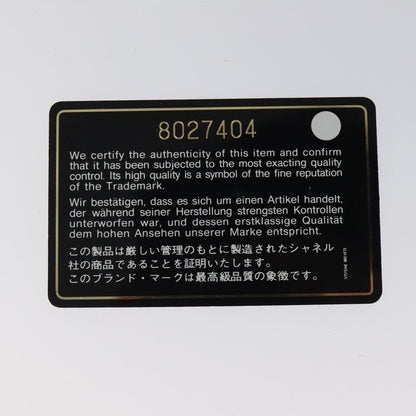 8027404
We certify the authenticity of this item and confirm
that it has been subjected to the most exacting quality
control. Its high quality is a symbol of the fine reputation
of the Trademark.
Wir bestätigen, dass es sich um einen Artikel handelt,
der während seiner Herstellung strengsten Kontrollen
unterworfen war, und dessen erstklassige Qualität
dem hohen Ansehen unserer Marke entspricht.
この製品は厳しい管理のもとに製造されたシャネル
社の商品であることを証明いたします。
このブランド・マークは最高級品質の象徴です。